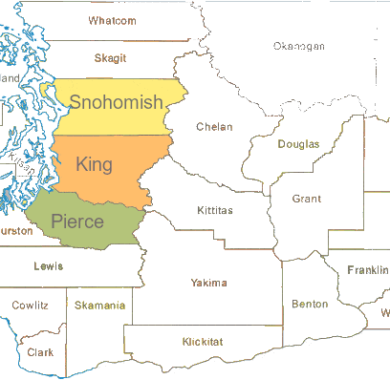 Whatcom
Okanogan
Skagit
land
Snohomish
Chelan
Douglas
Kitsap
King
Grant
Kittitas
Pierce
urston
Lewis
Franklin
Yakima
Cowlitz
Skamania
Benton
W
Klickitat
Clark